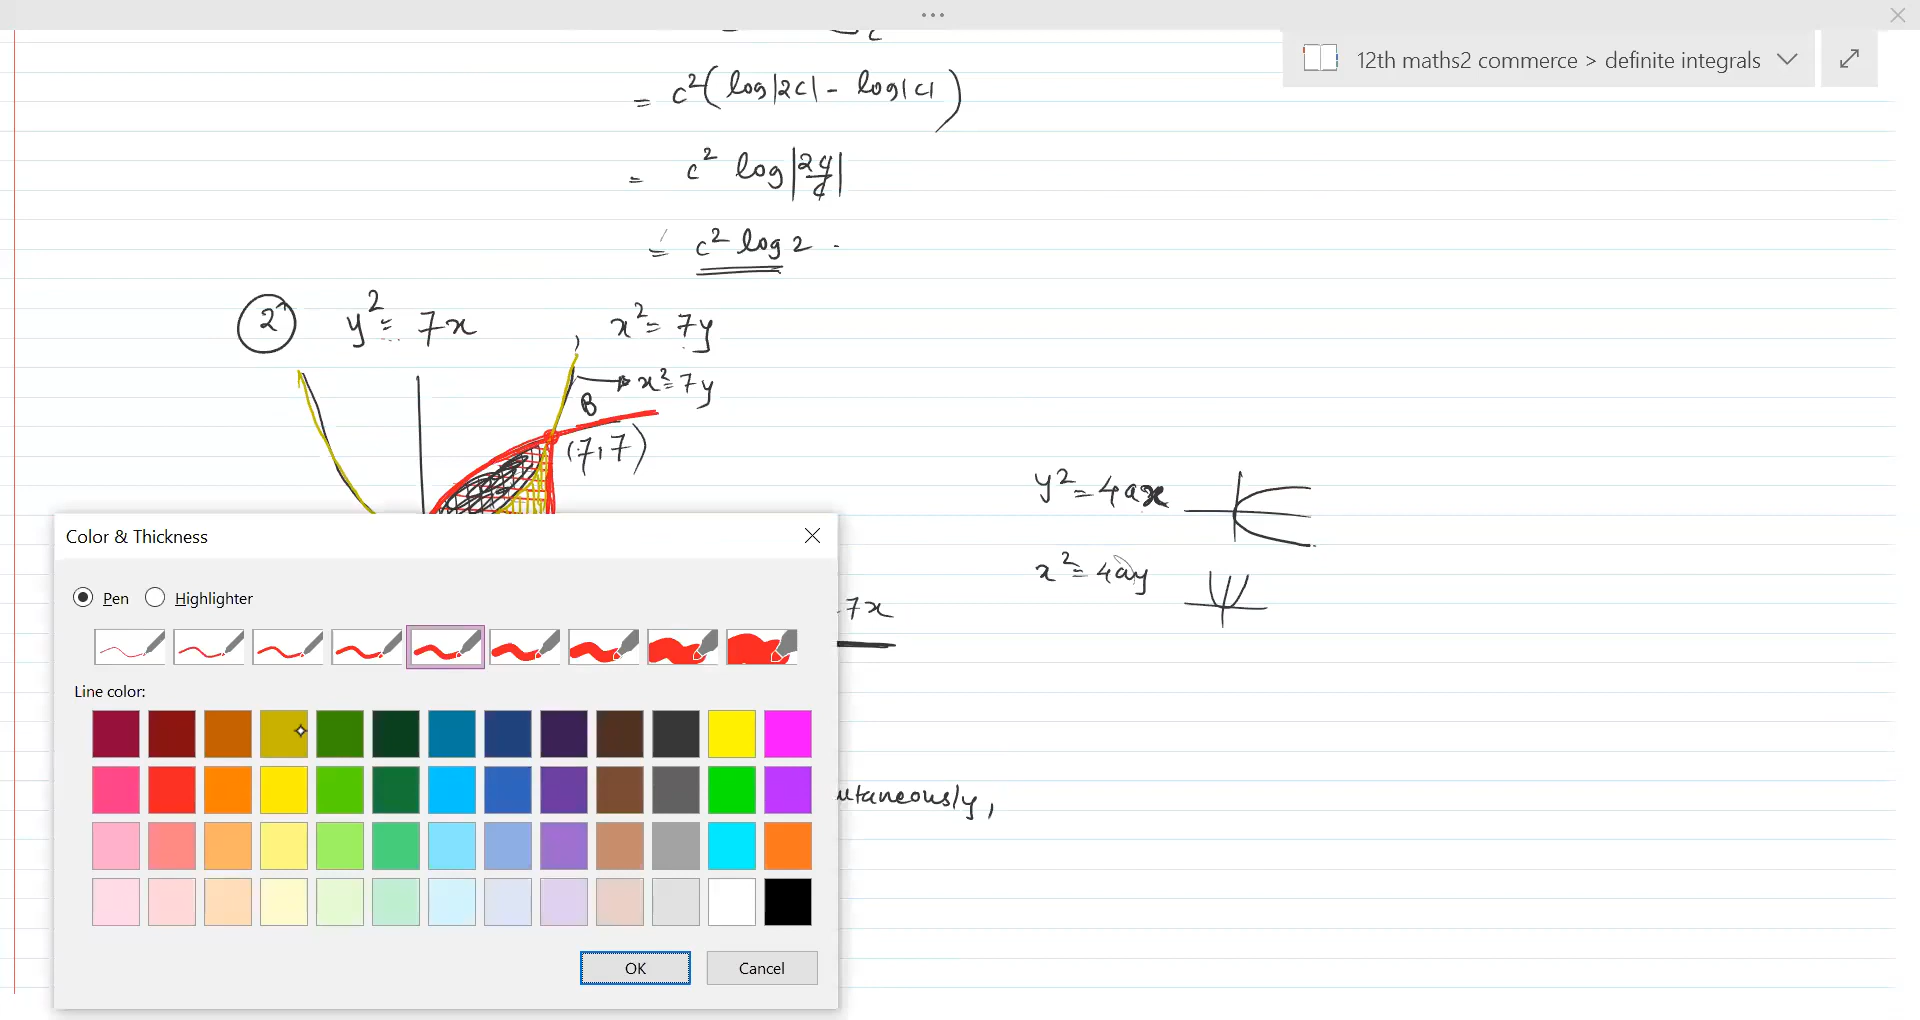 12th maths2 commerce > definite integrals
= c²(log|2c| - log|c|)
= c² log|2c/c|
= c² log 2
2 y² = 7x x² = 7y
x² = 7y
B
(7,7)
y² = 4ax
x² = 4ay
7x
utaneously,
Color & Thickness
Pen Highlighter
Line color:
OK Cancel